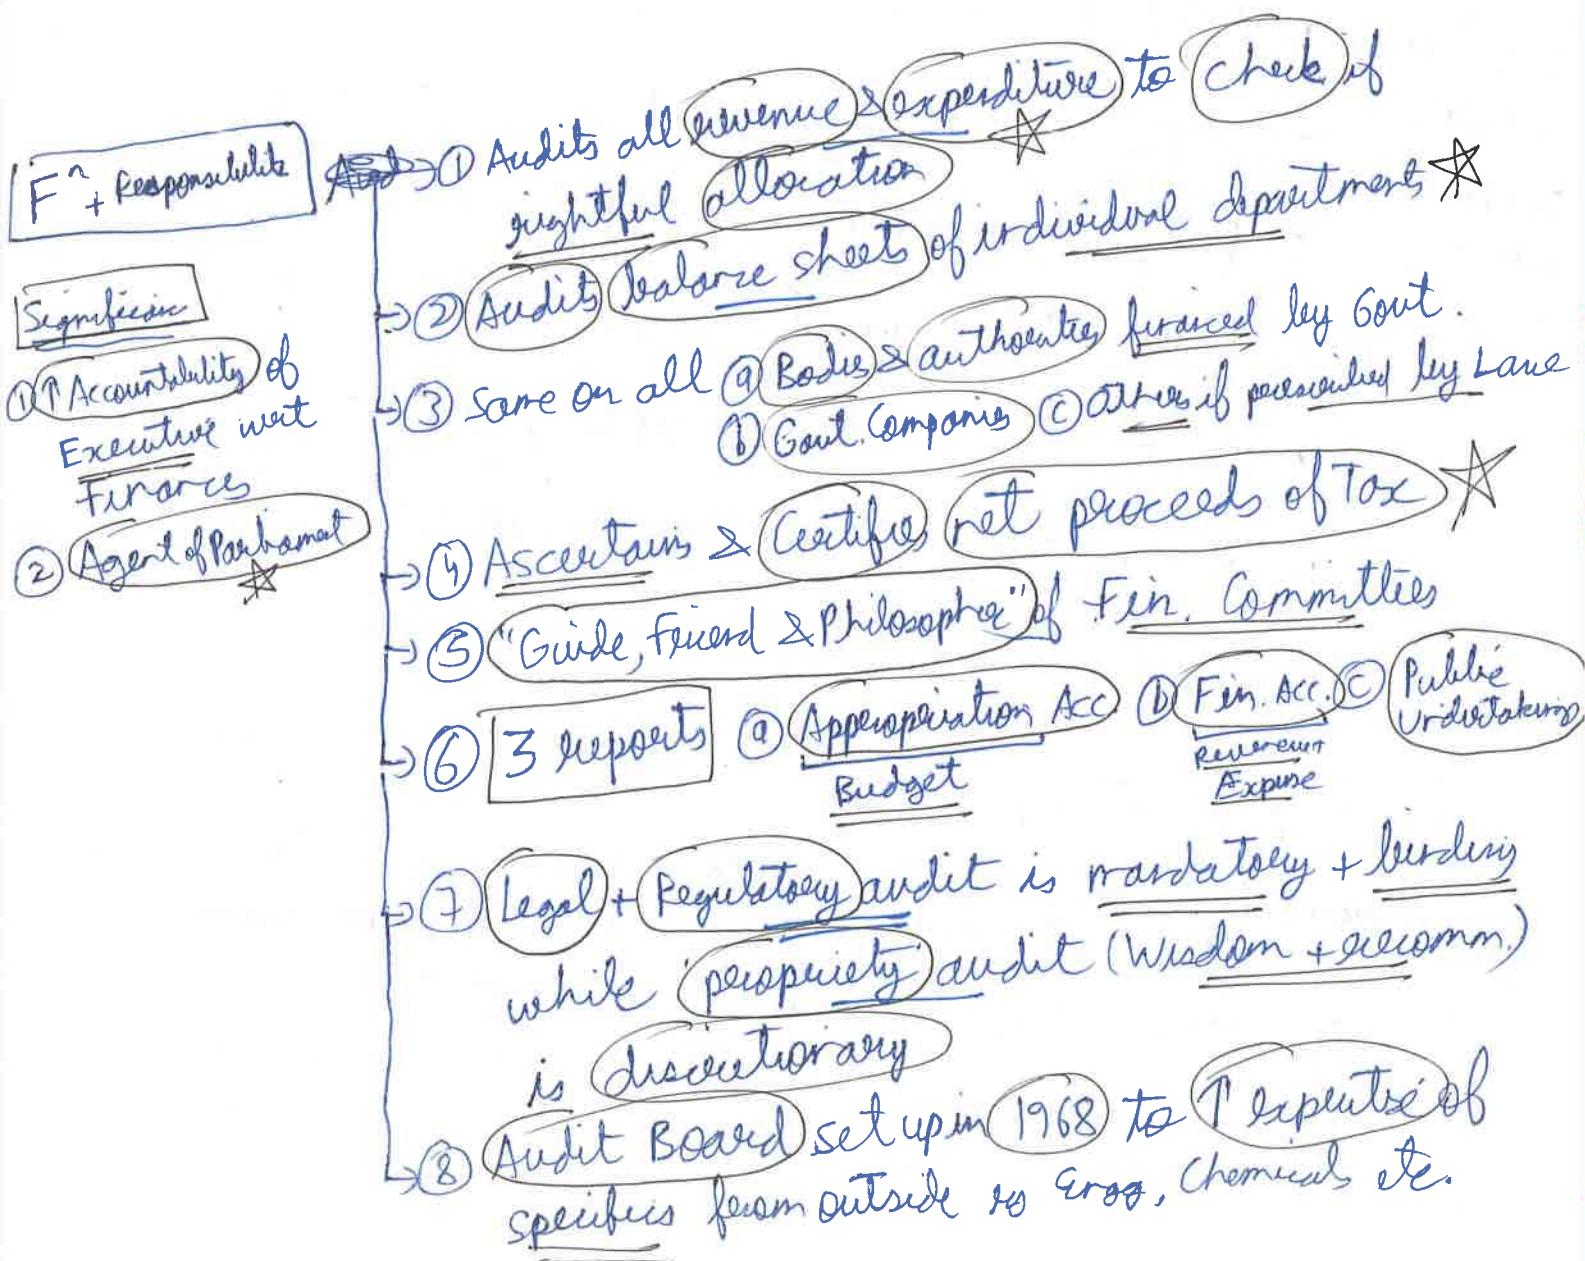 F^n + Responsibilite
① Audits all revenue & expenditure to check if
rightful allocation
② Audits balance sheets of individual departments
③ Same on all ⓐ Bodies & authorities financed by Govt.
ⓑ Govt. Companies ⓒ Others if prescribed by Law
④ Ascertains & Certifies net proceeds of Tax
⑤ "Guide, Friend & Philosopher" of Fin. Committees
⑥ 3 reports ⓐ Appropriation Acc ⓑ Fin. Acc. ⓒ Public
Undertakings
Budget
Revenue +
Expense
⑦ Legal + Regulatory audit is mandatory + binding
while 'propriety' audit (Wisdom + recomm.)
is discretionary
⑧ Audit Board set up in 1968 to ↑ expertise of
specifics from outside eg Engg, Chemicals etc.
Significance
① ↑ Accountability of
Executive wrt
Finances
② Agent of Parliament